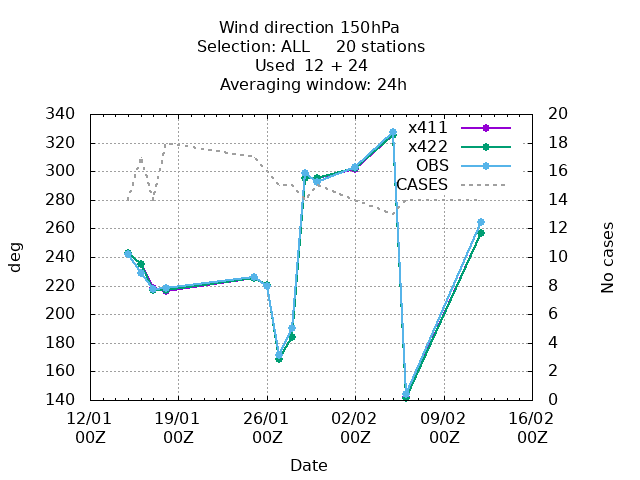 Wind direction 150hPa
Selection: ALL     20 stations
Used  12 + 24
Averaging window: 24h
340 20
320 18
300 16
280 14
260 12
240 10
220 8
200 6
180 4
160 2
140 0
x411
x422
OBS
CASES
deg
No cases
12/01 19/01 26/01 02/02 09/02 16/02
00Z 00Z 00Z 00Z 00Z 00Z
Date